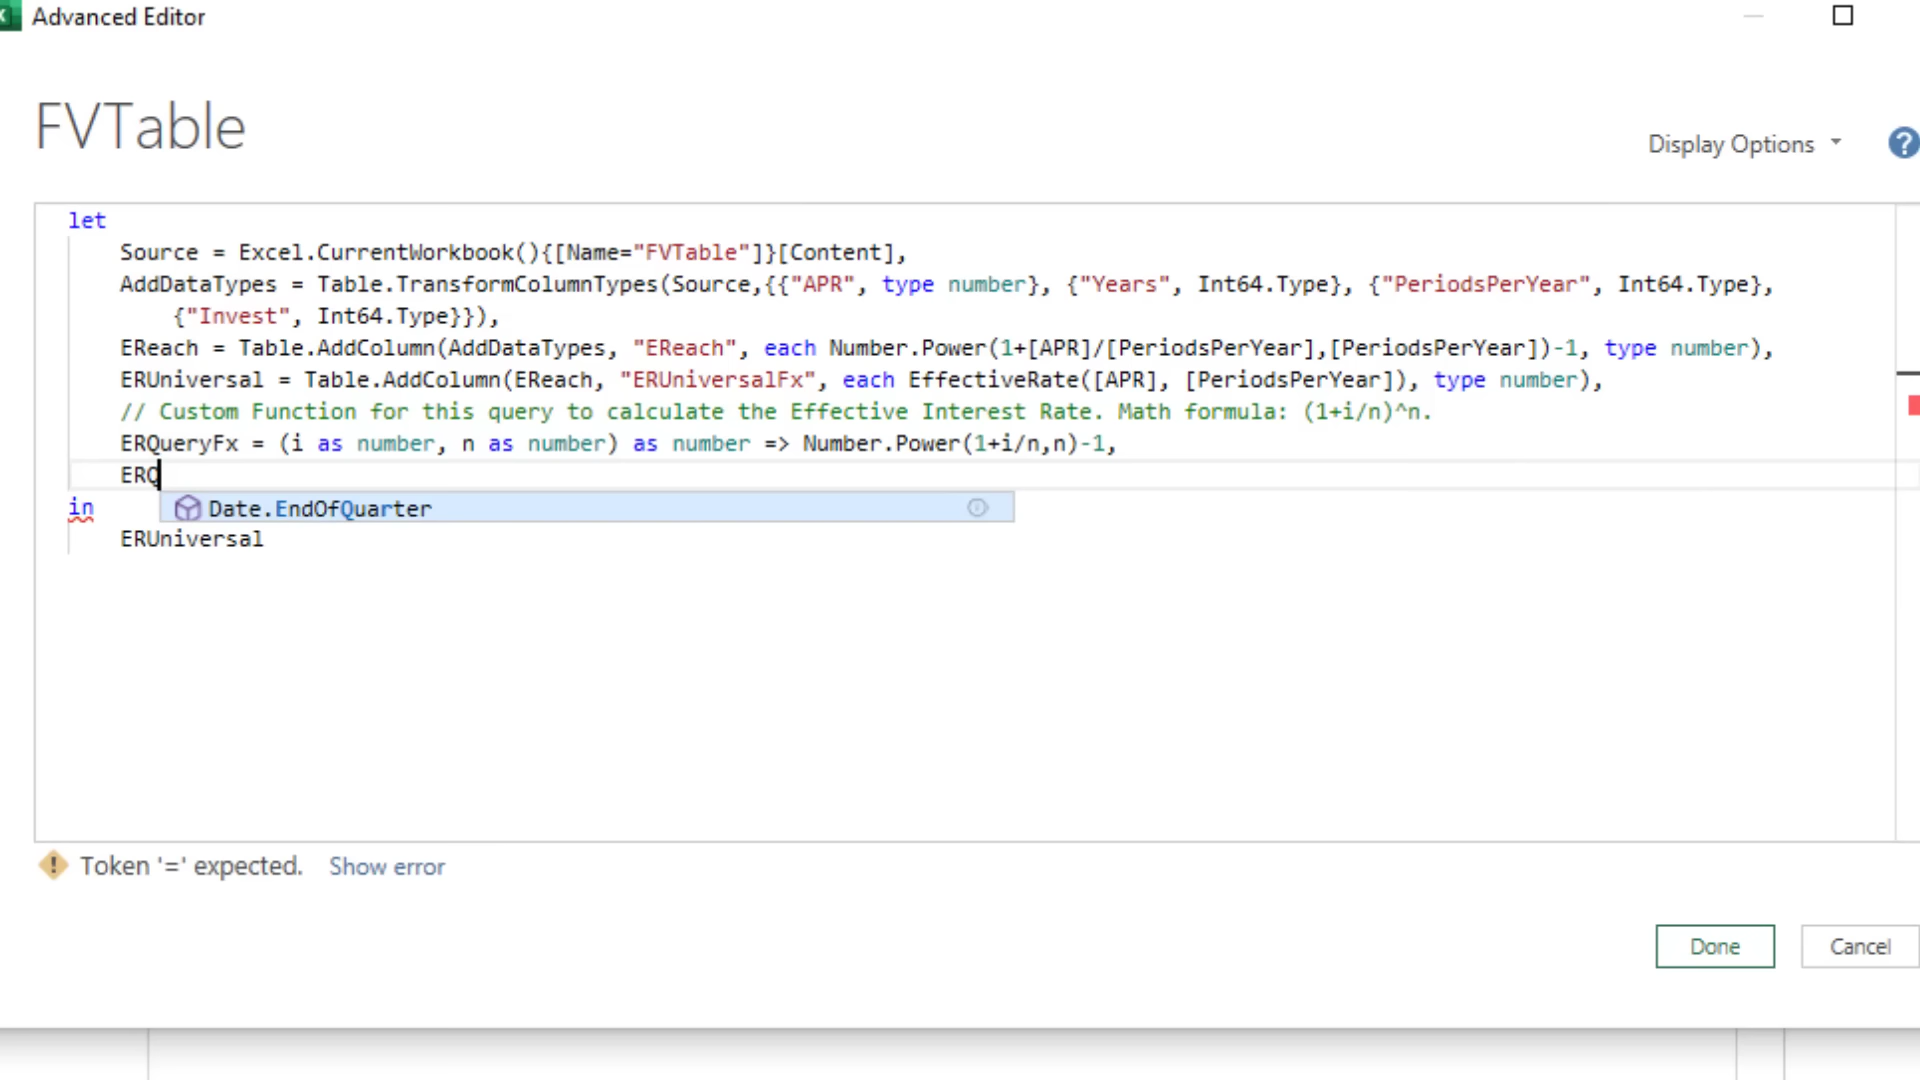 Advanced Editor
FVTable
Display Options
?
let
Source = Excel.CurrentWorkbook(){[Name="FVTable"]}[Content],
AddDataTypes = Table.TransformColumnTypes(Source,{{"APR", type number}, {"Years", Int64.Type}, {"PeriodsPerYear", Int64.Type},
{"Invest", Int64.Type}}),
EReach = Table.AddColumn(AddDataTypes, "EReach", each Number.Power(1+[APR]/[PeriodsPerYear],[PeriodsPerYear])-1, type number),
ERUniversal = Table.AddColumn(EReach, "ERUniversalFx", each EffectiveRate([APR], [PeriodsPerYear]), type number),
// Custom Function for this query to calculate the Effective Interest Rate. Math formula: (1+i/n)^n.
ERQueryFx = (i as number, n as number) as number => Number.Power(1+i/n,n)-1,
ERQ
in
Date.EndOfQuarter
ERUniversal
Token '=' expected. Show error
Done
Cancel